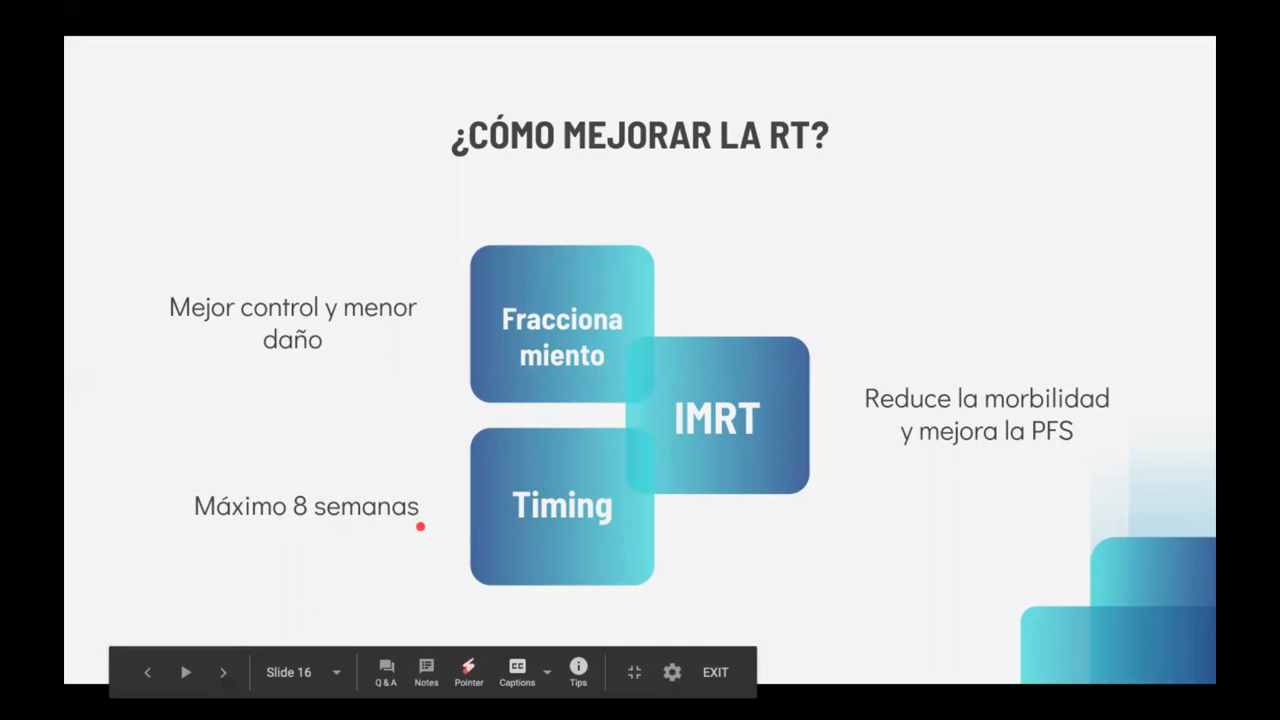 ¿CÓMO MEJORAR LA RT?
Mejor control y menor
daño
Fracciona
miento
IMRT
Reduce la morbilidad
y mejora la PFS
Máximo 8 semanas
Timing
Slide 16
Q & A
Notes
Pointer
CC
Captions
Tips
EXIT